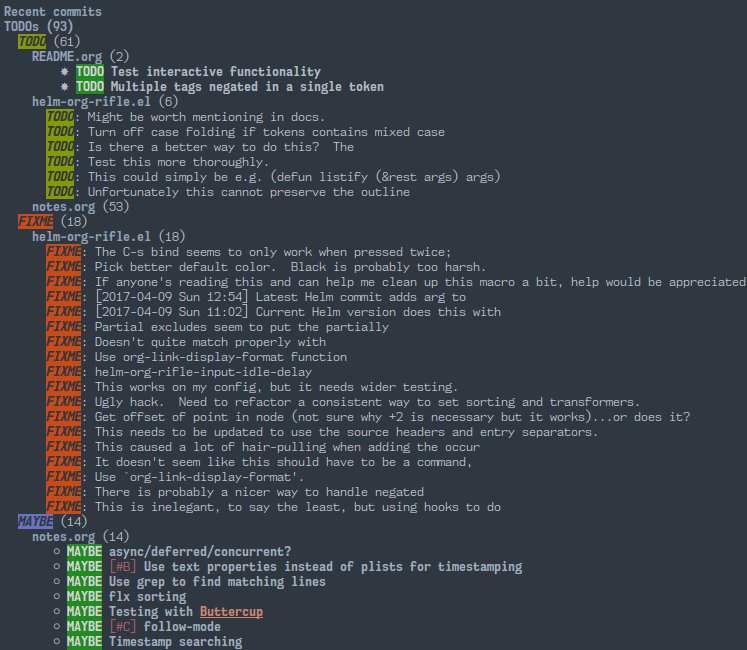 Recent commits
TODOs (93)
TODO (61)
README.org (2)
✸ TODO Test interactive functionality
✸ TODO Multiple tags negated in a single token
helm-org-rifle.el (6)
TODO: Might be worth mentioning in docs.
TODO: Turn off case folding if tokens contains mixed case
TODO: Is there a better way to do this?  The
TODO: Test this more thoroughly.
TODO: This could simply be e.g. (defun listify (&rest args) args)
TODO: Unfortunately this cannot preserve the outline
notes.org (53)
FIXME (18)
helm-org-rifle.el (18)
FIXME: The C-s bind seems to only work when pressed twice;
FIXME: Pick better default color.  Black is probably too harsh.
FIXME: If anyone's reading this and can help me clean up this macro a bit, help would be appreciated
FIXME: [2017-04-09 Sun 12:54] Latest Helm commit adds arg to
FIXME: [2017-04-09 Sun 11:02] Current Helm version does this with
FIXME: Partial excludes seem to put the partially
FIXME: Doesn't quite match properly with
FIXME: Use org-link-display-format function
FIXME: helm-org-rifle-input-idle-delay
FIXME: This works on my config, but it needs wider testing.
FIXME: Ugly hack.  Need to refactor a consistent way to set sorting and transformers.
FIXME: Get offset of point in node (not sure why +2 is necessary but it works)...or does it?
FIXME: This needs to be updated to use the source headers and entry separators.
FIXME: This caused a lot of hair-pulling when adding the occur
FIXME: It doesn't seem like this should have to be a command,
FIXME: Use `org-link-display-format'.
FIXME: There is probably a nicer way to handle negated
FIXME: This is inelegant, to say the least, but using hooks to do
MAYBE (14)
notes.org (14)
○ MAYBE async/deferred/concurrent?
○ MAYBE [#B] Use text properties instead of plists for timestamping
○ MAYBE Use grep to find matching lines
○ MAYBE flx sorting
○ MAYBE Testing with Buttercup
○ MAYBE [#C] follow-mode
○ MAYBE Timestamp searching